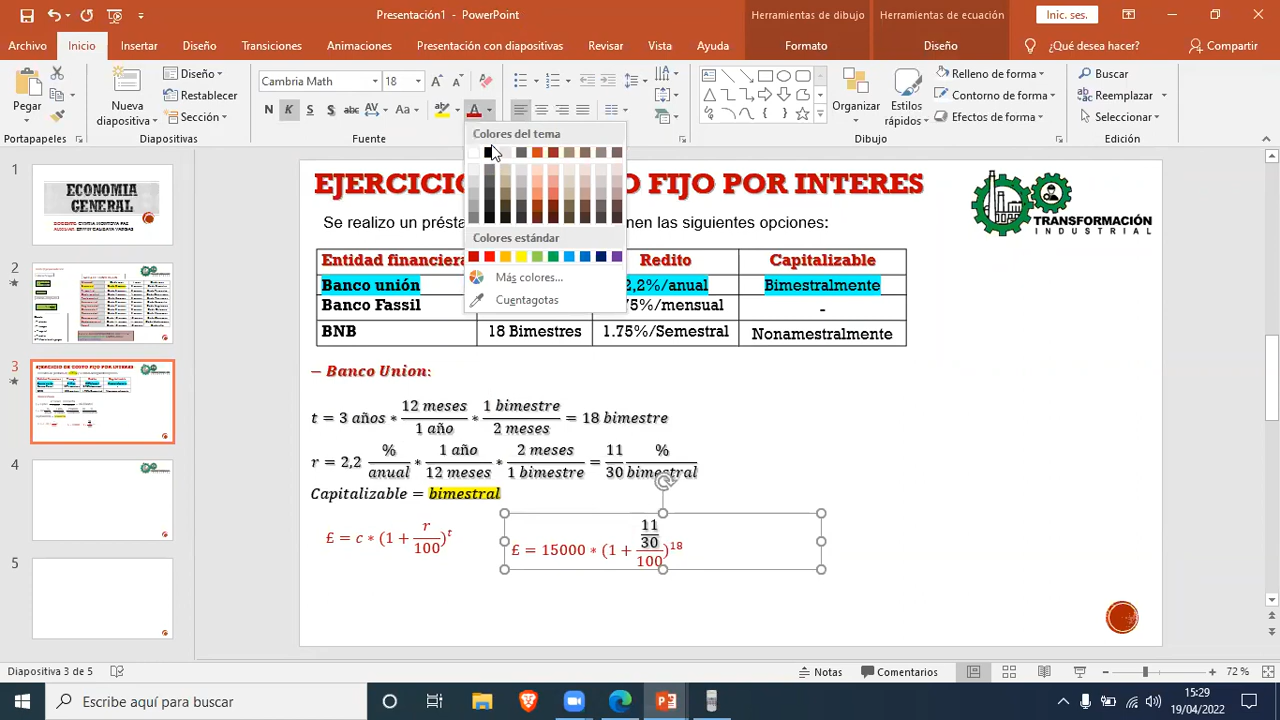 Presentación1 - PowerPoint
Herramientas de dibujo
Herramientas de ecuación
Inic. ses.
Archivo
Inicio
Insertar
Diseño
Transiciones
Animaciones
Presentación con diapositivas
Revisar
Vista
Ayuda
Formato
Diseño
¿Qué desea hacer?
Compartir
Pegar
Portapapeles
Nueva diapositiva
Diseño
Restablecer
Sección
Diapositivas
Cambria Math
18
N K S S abc AV Aa A
Fuente
Organizar
Estilos rápidos
Relleno de forma
Contorno de forma
Efectos de forma
Dibujo
Buscar
Reemplazar
Seleccionar
Edición
Colores del tema
Colores estándar
Más colores...
Cuentagotas
1
ECONOMIA GENERAL
2
3
4
5
EJERCICIO
FIJO POR INTERES
TRANSFORMACIÓN
INDUSTRIAL
Se realizo un
siguientes opciones:
Entidad financiera
Redito
Capitalizable
Banco unión
2,2%/anual
Bimestralmente
Banco Fassil
75%/mensual
-
BNB
18 Bimestres
1.75%/Semestral
Nonamestralmente
− Banco Union:
t = 3 años ∗ 12 meses / 1 año ∗ 1 bimestre / 2 meses = 18 bimestre
r = 2,2 % / anual ∗ 1 año / 12 meses ∗ 2 meses / 1 bimestre = 11 / 30 % / bimestral
Capitalizable = bimestral
£ = c ∗ (1 + r / 100)^t
£ = 15000 ∗ (1 + 11 / 30 / 100)^18
Diapositiva 3 de 5
Notas
Comentarios
72 %
Escribe aquí para buscar
15:29
19/04/2022